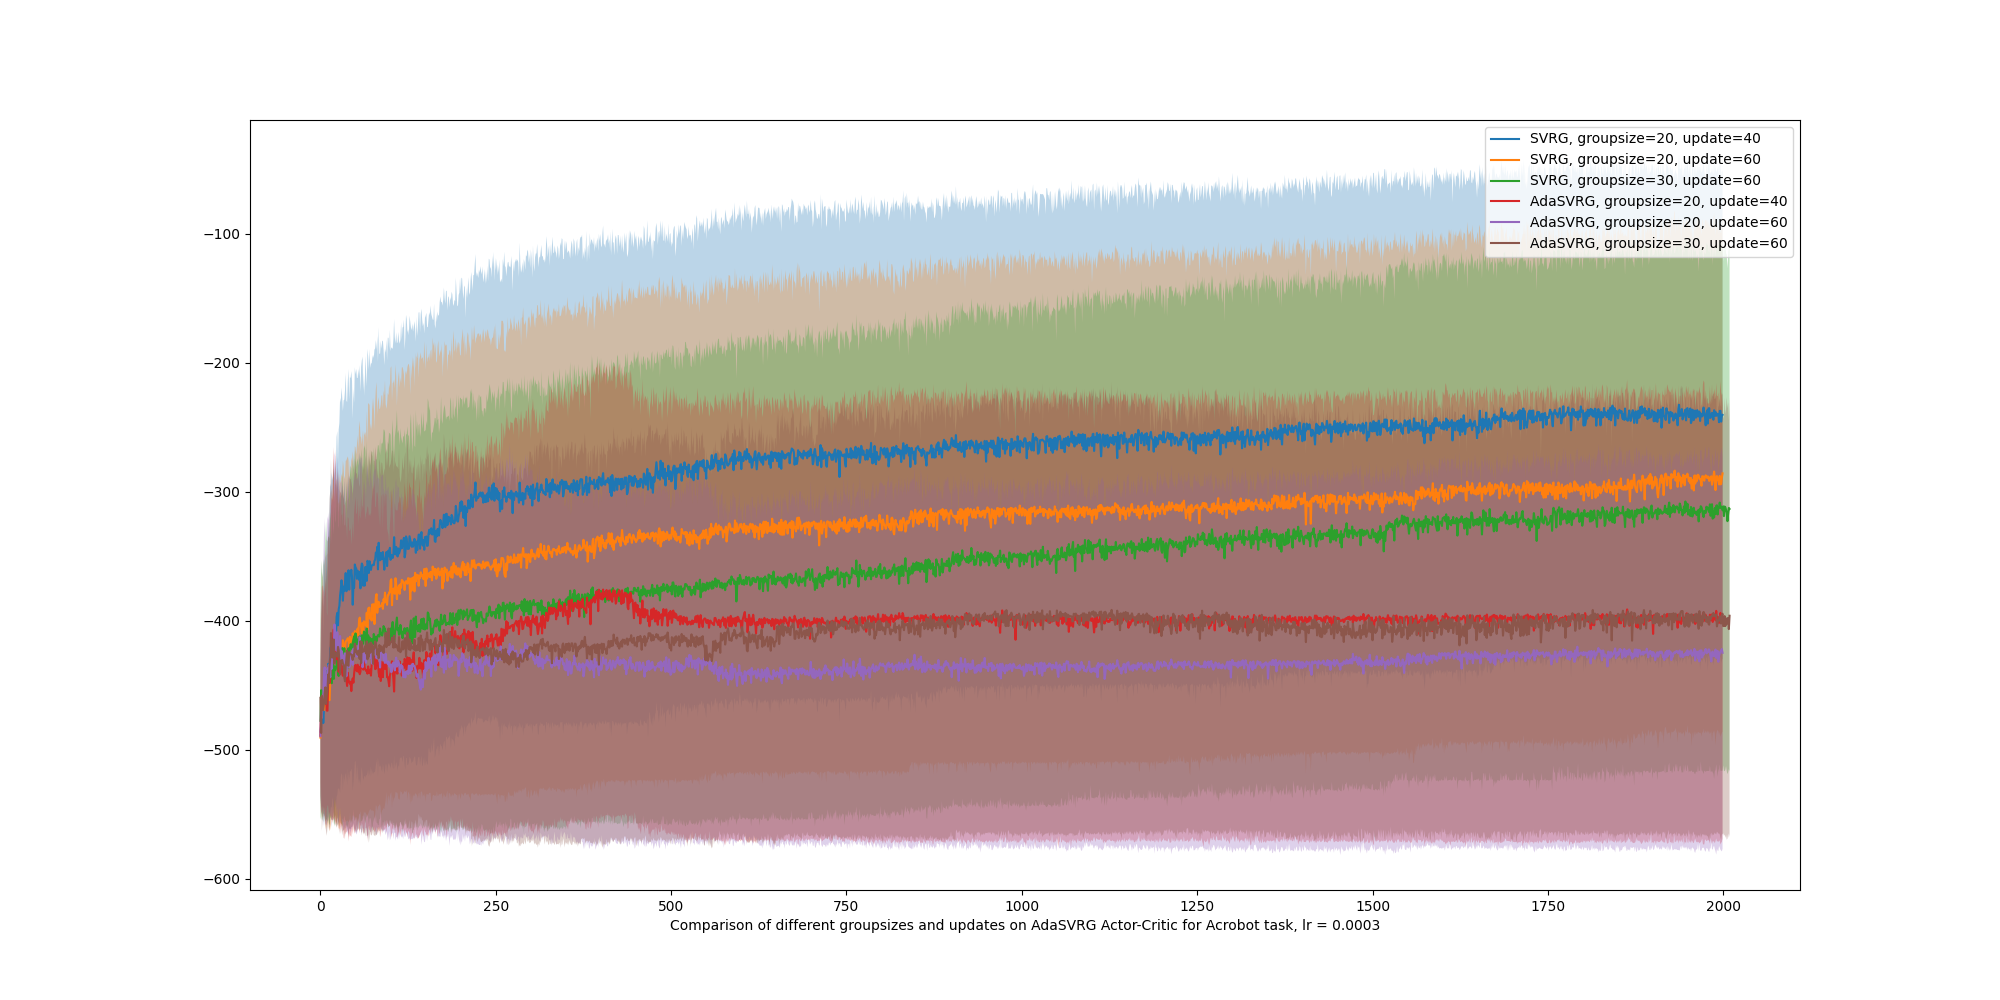 SVRG, groupsize=20, update=40
SVRG, groupsize=20, update=60
SVRG, groupsize=30, update=60
AdaSVRG, groupsize=20, update=40
AdaSVRG, groupsize=20, update=60
AdaSVRG, groupsize=30, update=60
−100
−200
−300
−400
−500
−600
0 250 500 750 1000 1250 1500 1750 2000
Comparison of different groupsizes and updates on AdaSVRG Actor-Critic for Acrobot task, lr = 0.0003